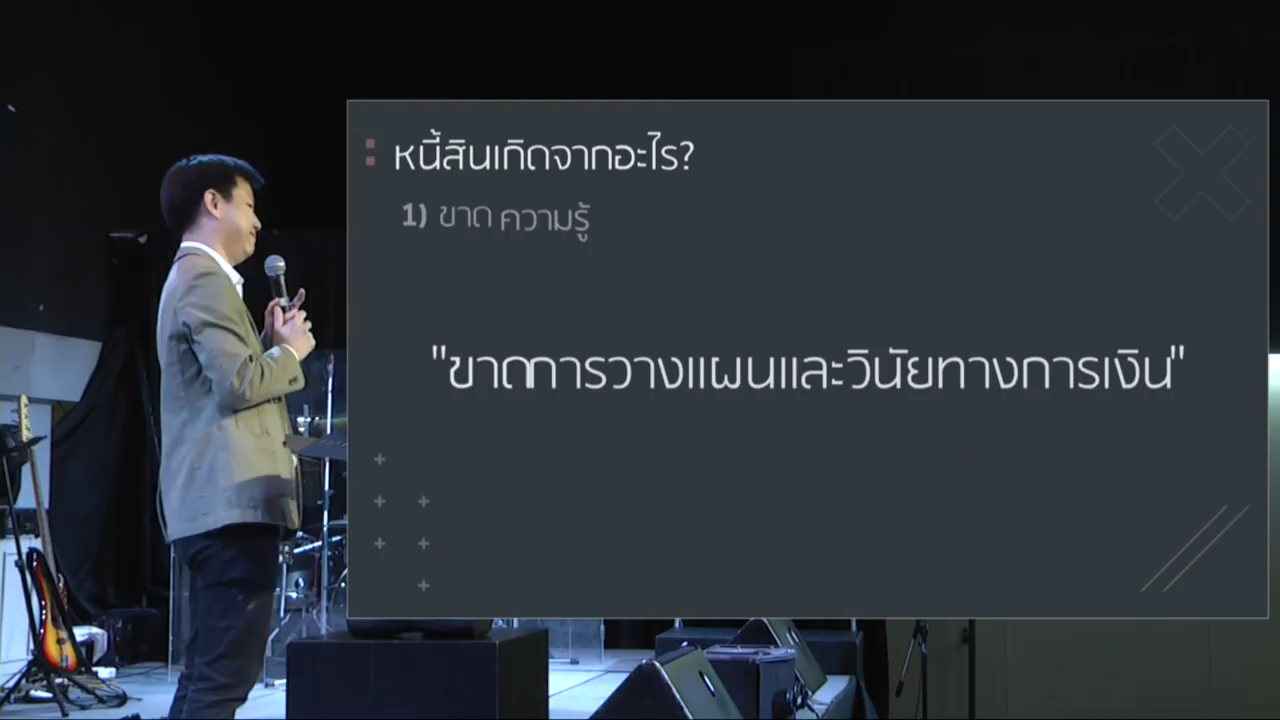 หนี้สินเกิดจากอะไร?
1) ขาด ความรู้
"ขาดการวางแผนและวินัยทางการเงิน"